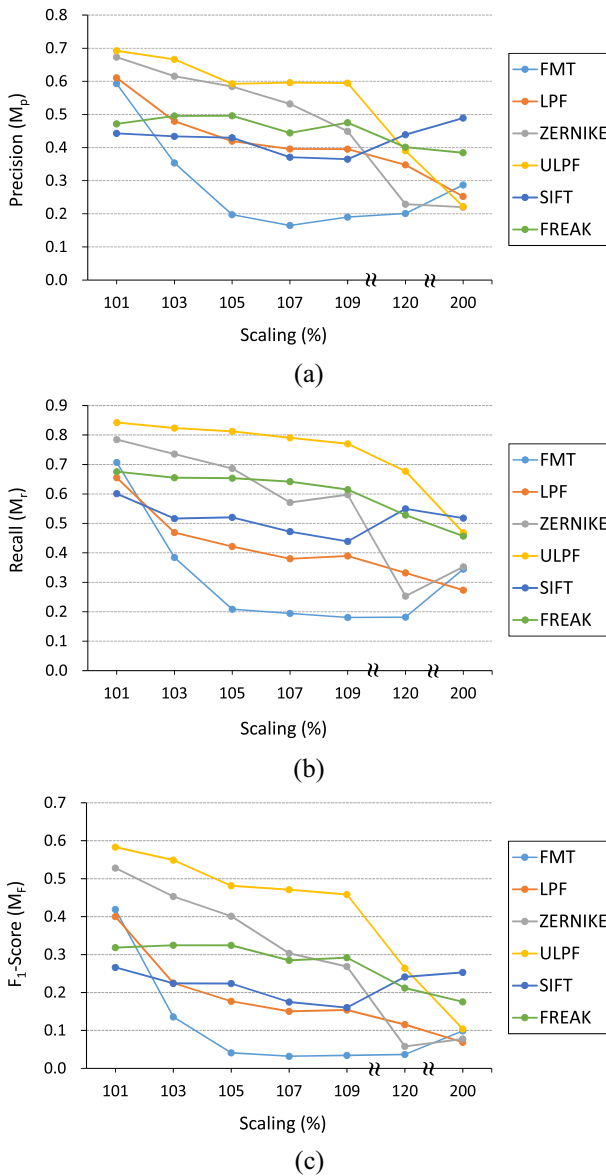 0.8
0.7
0.6
0.5
0.4
0.3
0.2
0.1
0.0
Precision (Mp)
101 103 105 107 109 120 200
Scaling (%)
FMT
LPF
ZERNIKE
ULPF
SIFT
FREAK
(a)
0.9
0.8
0.7
0.6
0.5
0.4
0.3
0.2
0.1
0.0
Recall (Mr)
101 103 105 107 109 120 200
Scaling (%)
FMT
LPF
ZERNIKE
ULPF
SIFT
FREAK
(b)
0.7
0.6
0.5
0.4
0.3
0.2
0.1
0.0
F1-Score (MF)
101 103 105 107 109 120 200
Scaling (%)
FMT
LPF
ZERNIKE
ULPF
SIFT
FREAK
(c)